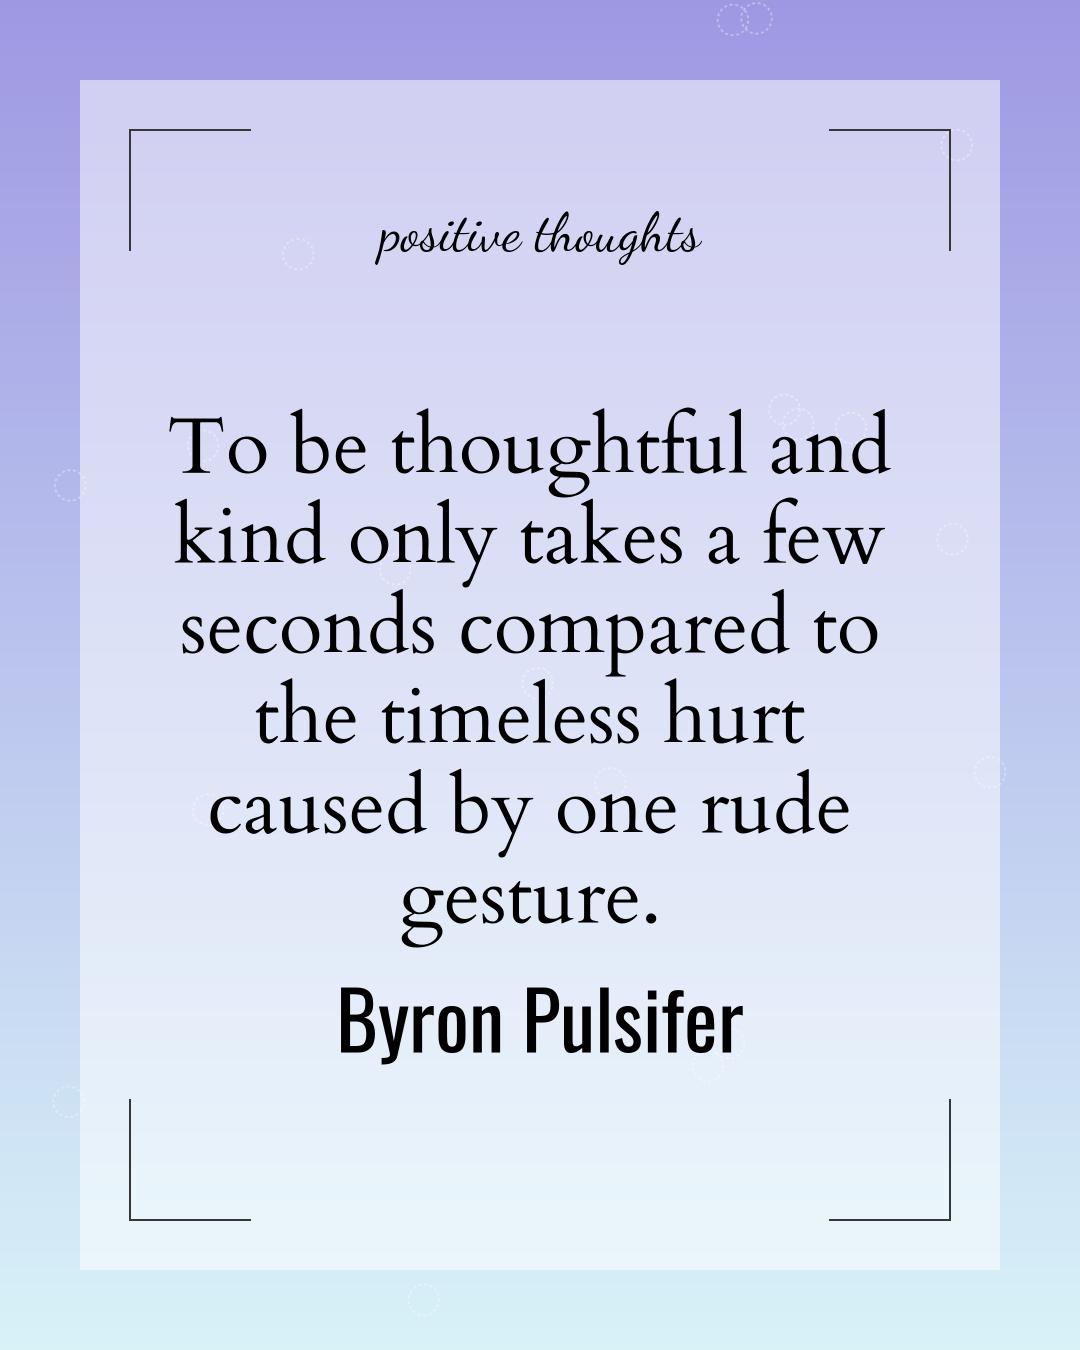 positive thoughts
To be thoughtful and
kind only takes a few
seconds compared to
the timeless hurt
caused by one rude
gesture.
Byron Pulsifer